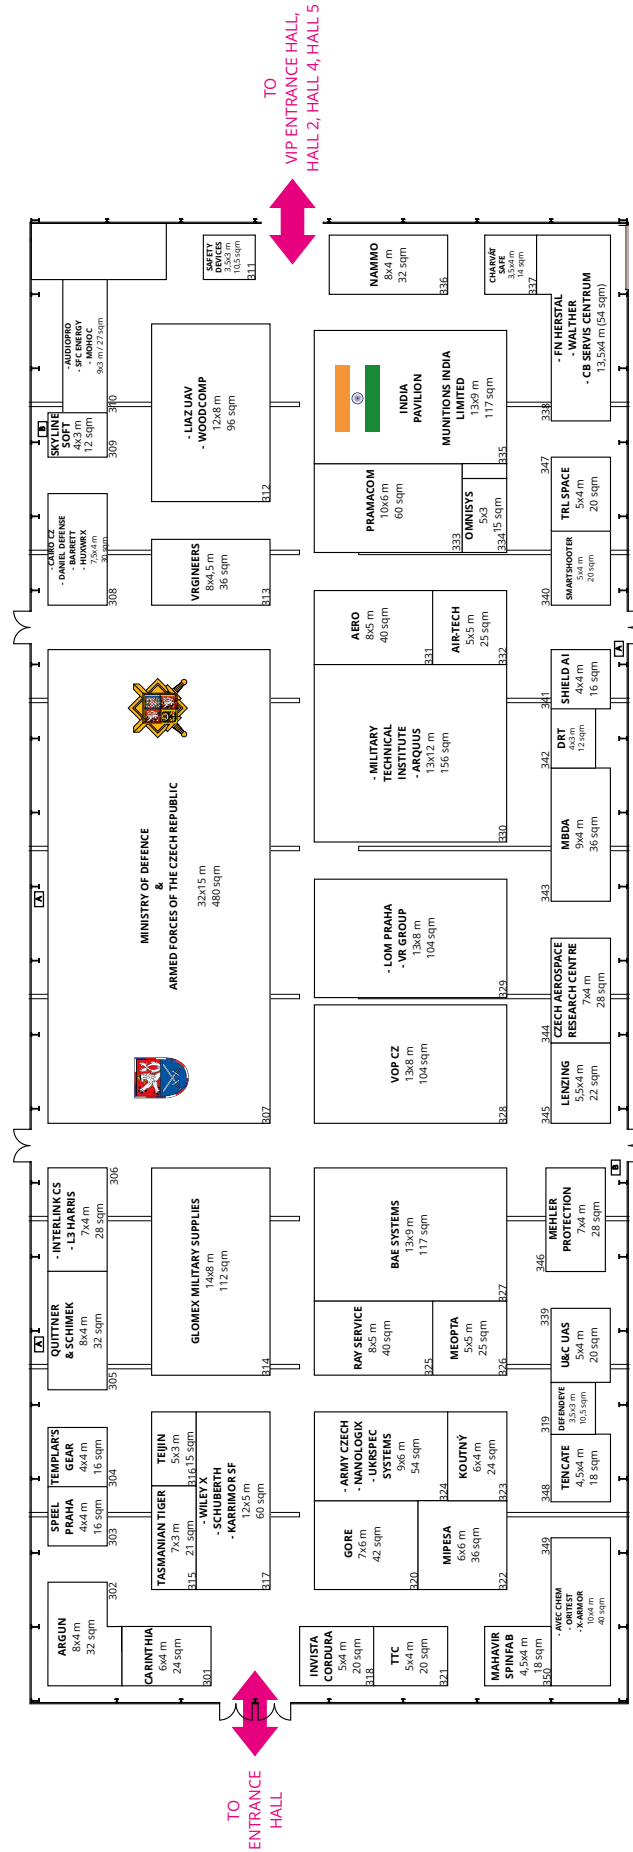 TO
VIP ENTRANCE HALL,
HALL 2, HALL 4, HALL 5
- AUDIOPRO
- SFC ENERGY
- MOHOC
9x3 m / 27 sqm
310
SAFETY
DEVICES
3,5x3 m
10,5 sqm
311
NAMMO
8x4 m
32 sqm
336
CHARVÁT
SAFE
3,5x4 m
14 sqm
337
- FN HERSTAL
- WALTHER
- CB SERVIS CENTRUM
13,5x4 m (54 sqm)
338
B
SKYLINE
SOFT
4x3 m
12 sqm
309
- LIAZ UAV
- WOODCOMP
12x8 m
96 sqm
312
INDIA
PAVILION
MUNITIONS INDIA
LIMITED
13x9 m
117 sqm
335
- CAIRO CZ
- DANIEL DEFENSE
- BARRETT
- HUXWRX
7,5x4 m
30 sqm
308
VRGINEERS
8x4,5 m
36 sqm
313
PRAMACOM
10x6 m
60 sqm
333
OMNISYS
5x3
15 sqm
334
347
TRL SPACE
5x4 m
20 sqm
SMARTSHOOTER
5x4 m
20 sqm
340
MINISTRY OF DEFENCE
&
ARMED FORCES OF THE CZECH REPUBLIC
32x15 m
480 sqm
307
A
AERO
8x5 m
40 sqm
331
AIR-TECH
5x5 m
25 sqm
332
- MILITARY
TECHNICAL
INSTITUTE
- ARQUUS
13x12 m
156 sqm
330
A
SHIELD AI
4x4 m
16 sqm
341
DRT
4x3 m
12 sqm
342
MBDA
9x4 m
36 sqm
343
- LOM PRAHA
- VR GROUP
13x8 m
104 sqm
329
VOP CZ
13x8 m
104 sqm
328
CZECH AEROSPACE
RESEARCH CENTRE
7x4 m
28 sqm
344
LENZING
5,5x4 m
22 sqm
345
- INTERLINK CS
- L3 HARRIS
7x4 m
28 sqm
306
A
QUITTNER
& SCHIMEK
8x4 m
32 sqm
305
GLOMEX MILITARY SUPPLIES
14x8 m
112 sqm
314
BAE SYSTEMS
13x9 m
117 sqm
327
RAY SERVICE
8x5 m
40 sqm
325
MEOPTA
5x5 m
25 sqm
326
B
MEHLER
PROTECTION
7x4 m
28 sqm
346
339
U&C UAS
5x4 m
20 sqm
DEFENDEYE
3,5x3 m
10,5 sqm
319
TENCATE
4,5x4 m
18 sqm
348
TEMPLAR'S
GEAR
4x4 m
16 sqm
304
SPEEL
PRAHA
4x4 m
16 sqm
303
TEIJIN
5x3 m
15 sqm
316
TASMANIAN TIGER
7x3 m
21 sqm
315
- WILEY X
- SCHUBERTH
- KARRIMOR SF
12x5 m
60 sqm
317
- ARMY CZECH
- NANOLOGIX
- UKRSPEC
SYSTEMS
9x6 m
54 sqm
324
KOUTNÝ
6x4 m
24 sqm
323
GORE
7x6 m
42 sqm
320
MIPESA
6x6 m
36 sqm
322
349
- AVEC CHEM
- ORITEST
- X-ARMOR
10x4 m
40 sqm
302
ARGUN
8x4 m
32 sqm
CARINTHIA
6x4 m
24 sqm
301
INVISTA
CORDURA
5x4 m
20 sqm
318
TTC
5x4 m
20 sqm
321
MAHAVIR
SPINFAB
4,5x4 m
18 sqm
350
TO
ENTRANCE
HALL